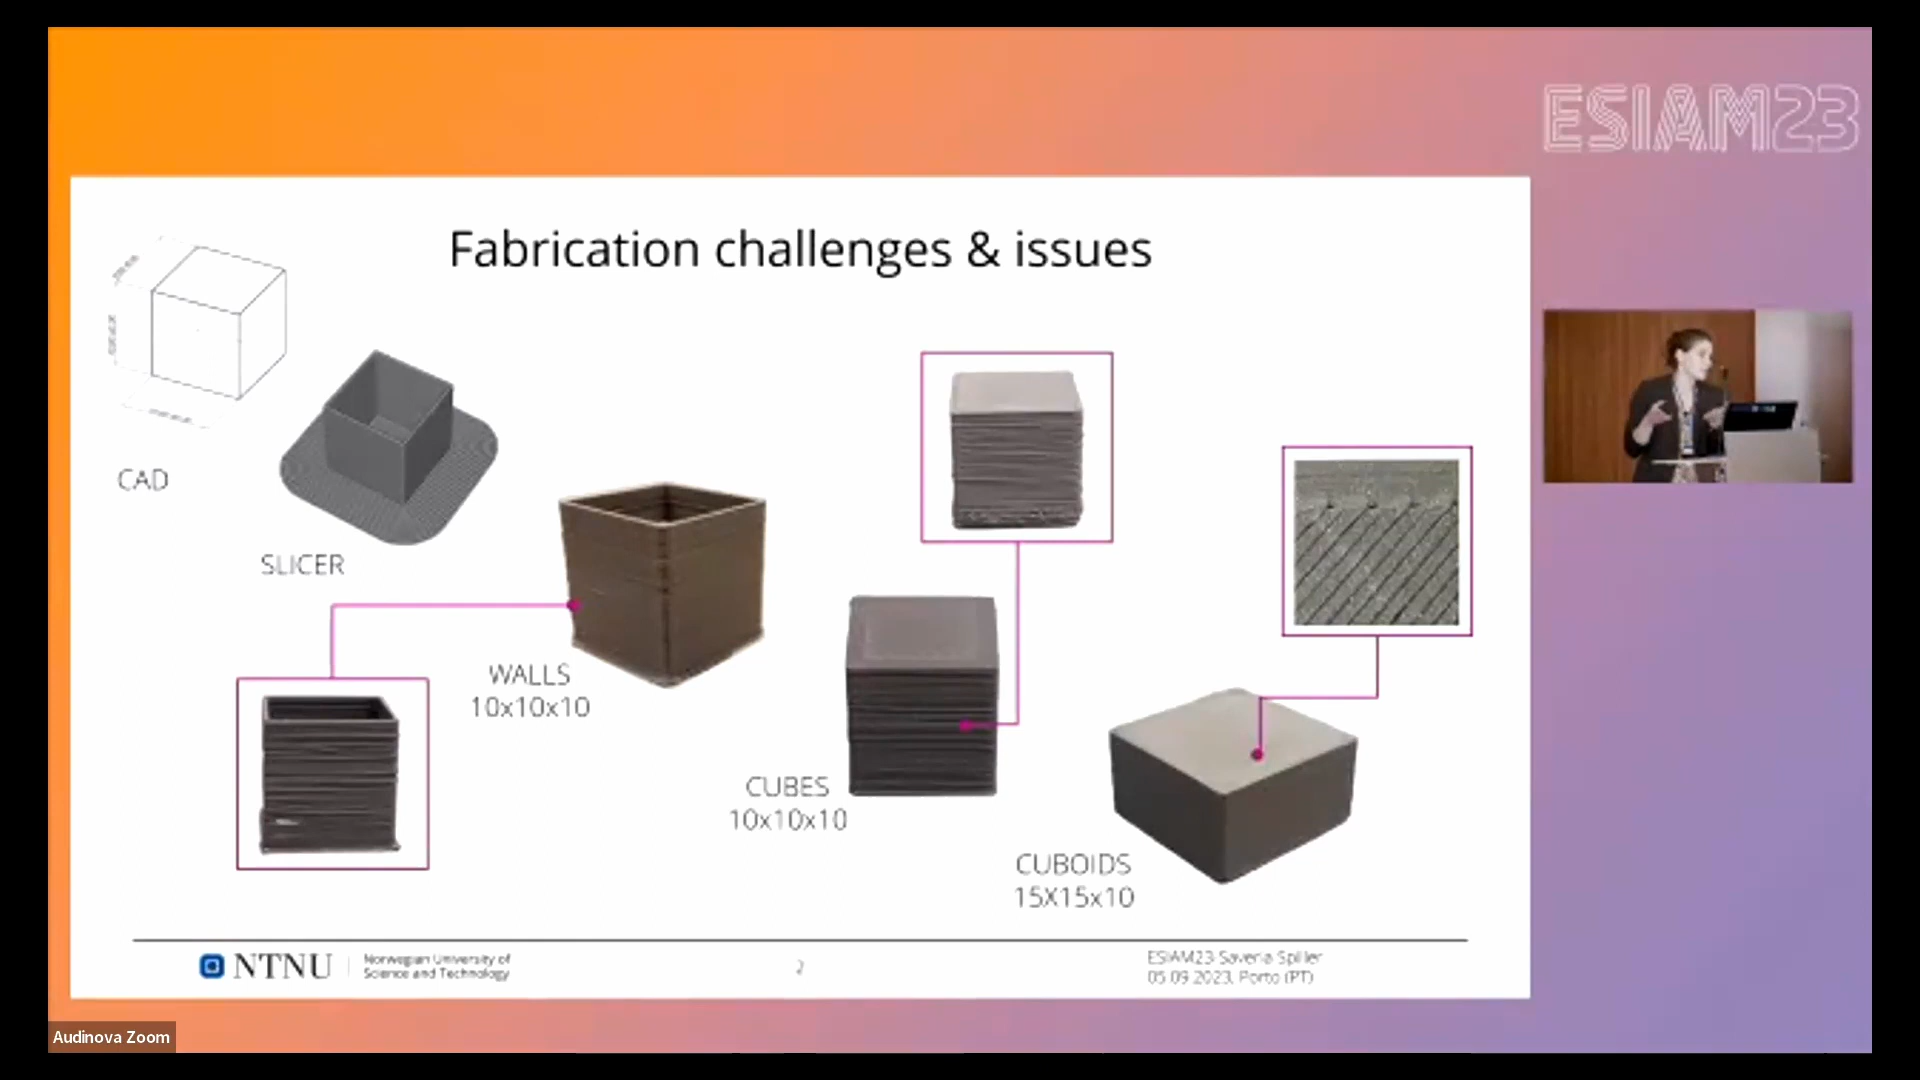 ESIAM23
Fabrication challenges & issues
CAD
SLICER
WALLS
10x10x10
CUBES
10x10x10
CUBOIDS
15X15x10
NTNU
Norwegian University of
Science and Technology
2
ESIAM23 Saveria Spiller
05.09.2023, Porto (PT)
Audinova Zoom